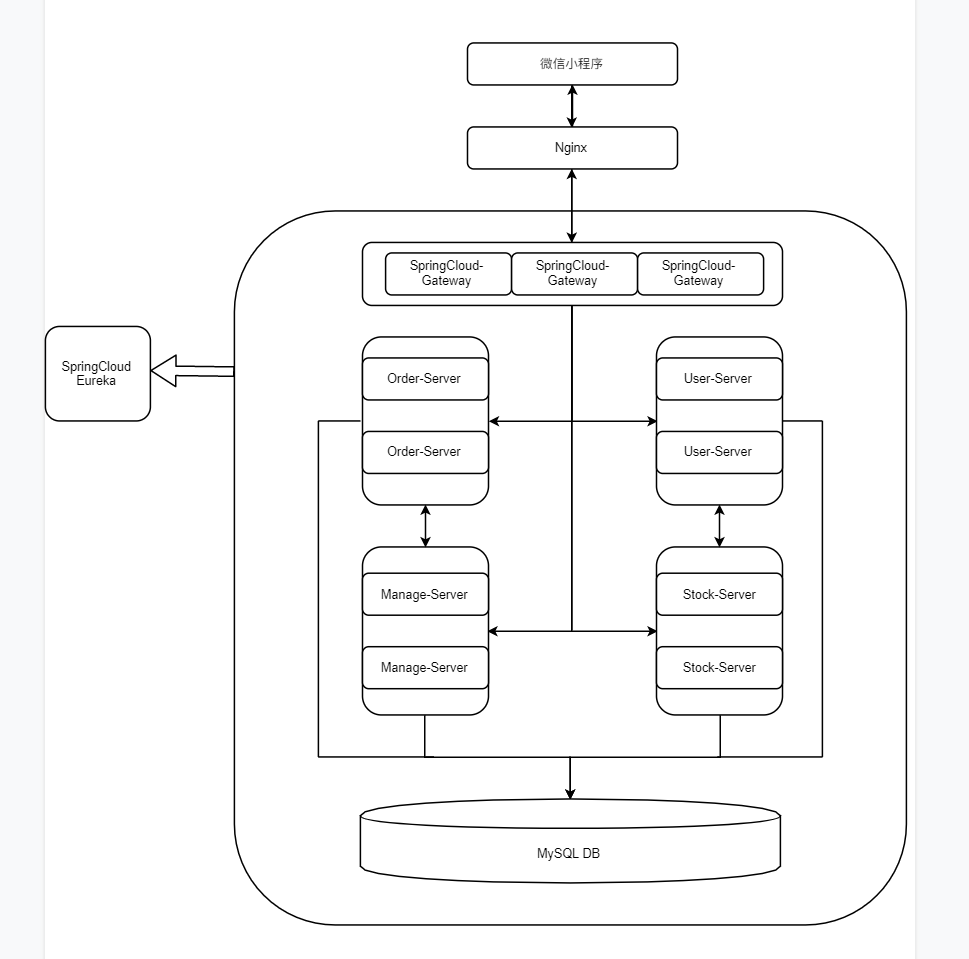 微信小程序
Nginx
SpringCloud-
Gateway
SpringCloud-
Gateway
SpringCloud-
Gateway
SpringCloud
Eureka
Order-Server
User-Server
Order-Server
User-Server
Manage-Server
Stock-Server
Manage-Server
Stock-Server
MySQL DB